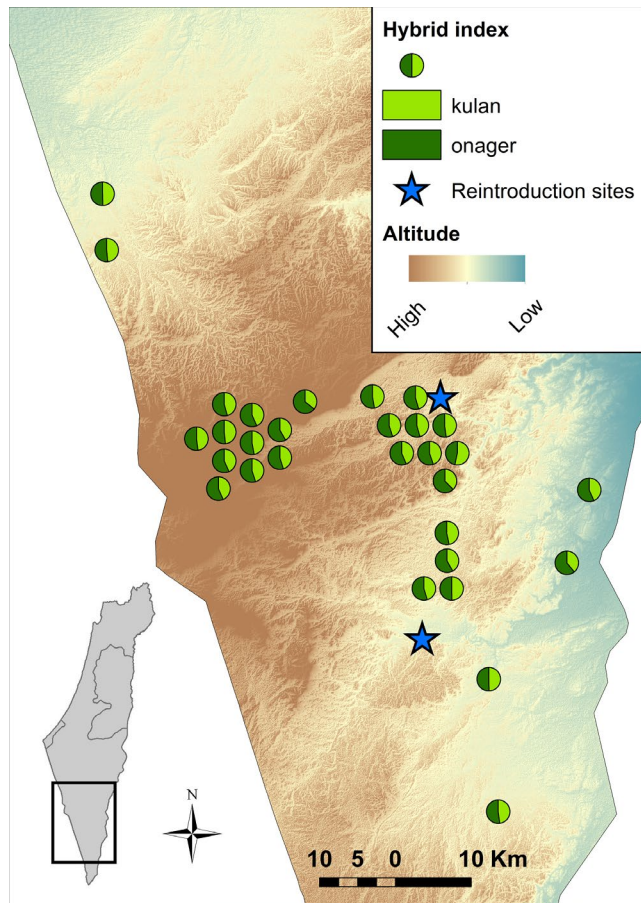 Hybrid index
kulan
onager
Reintroduction sites
Altitude
High
Low
N
10 5 0 10 Km